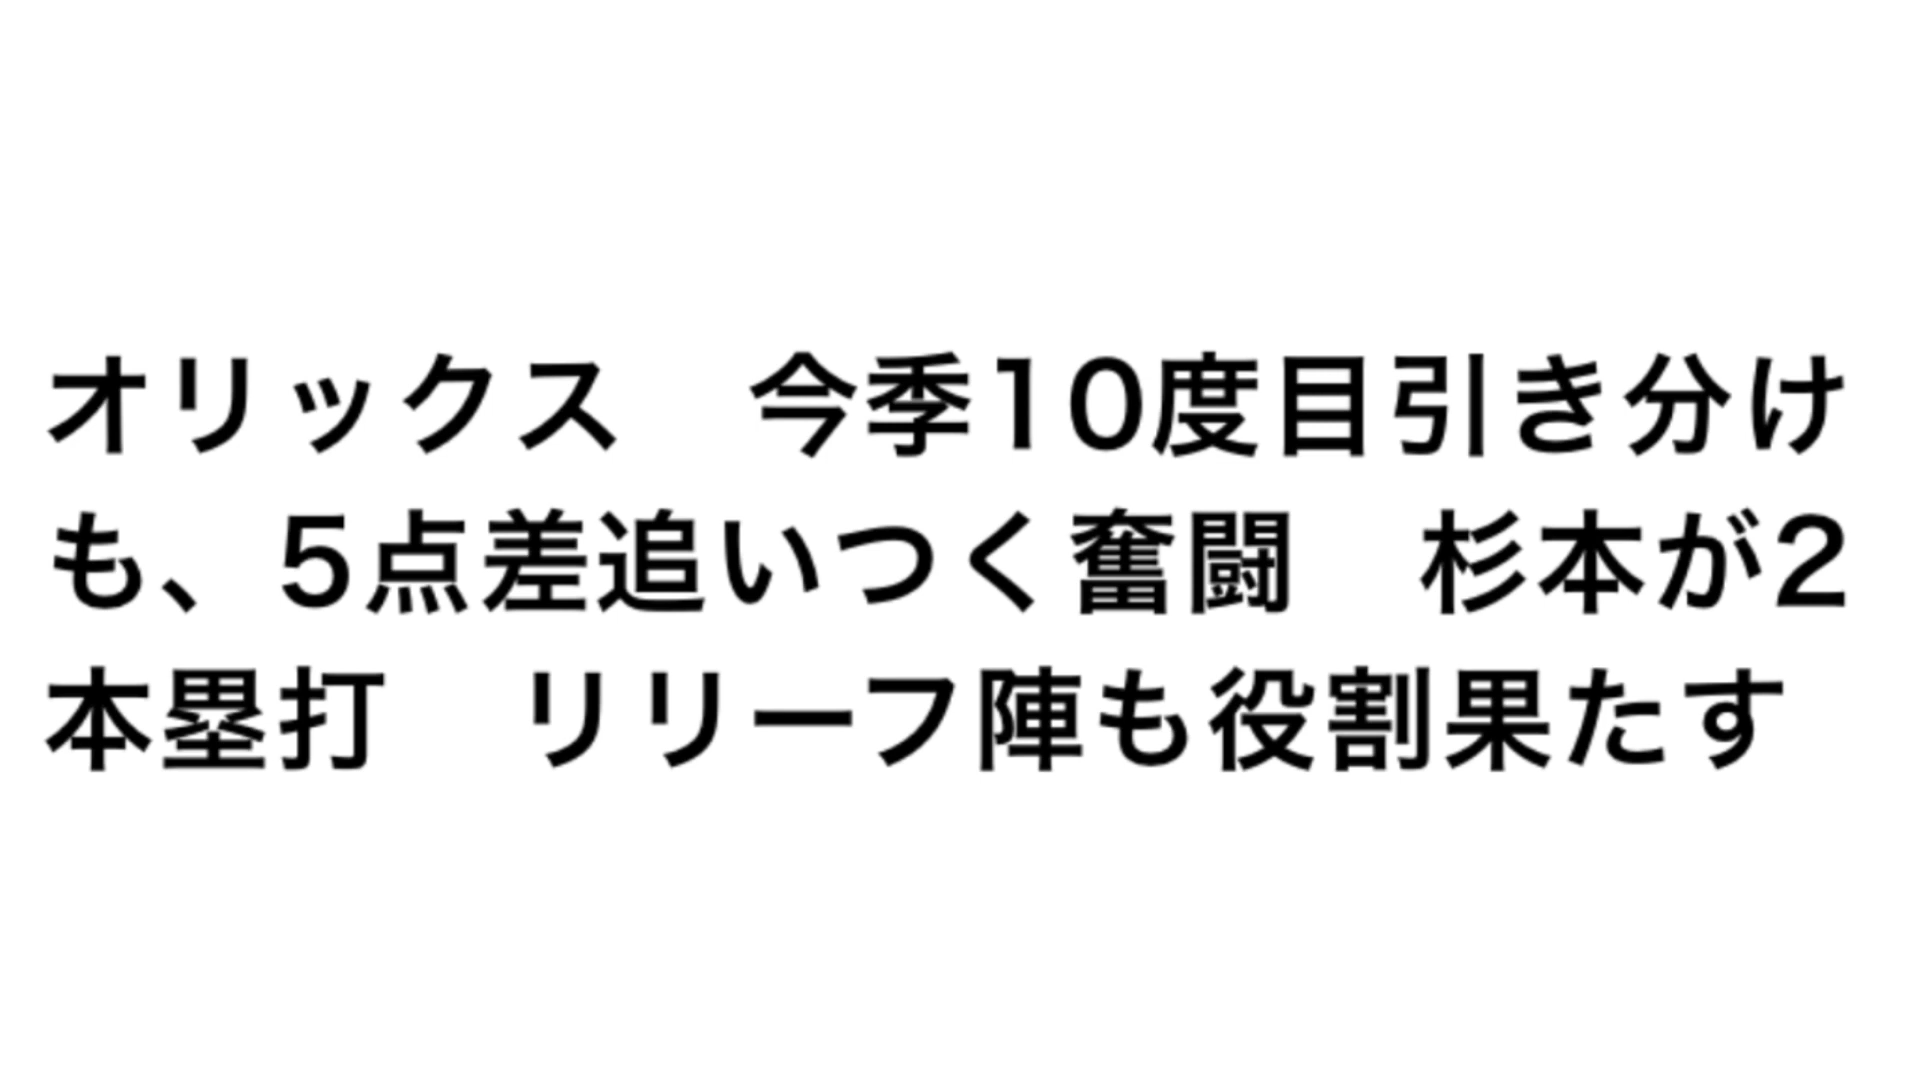 オリックス　今季10度目引き分け
も、5点差追いつく奮闘　杉本が2
本塁打　リリーフ陣も役割果たす